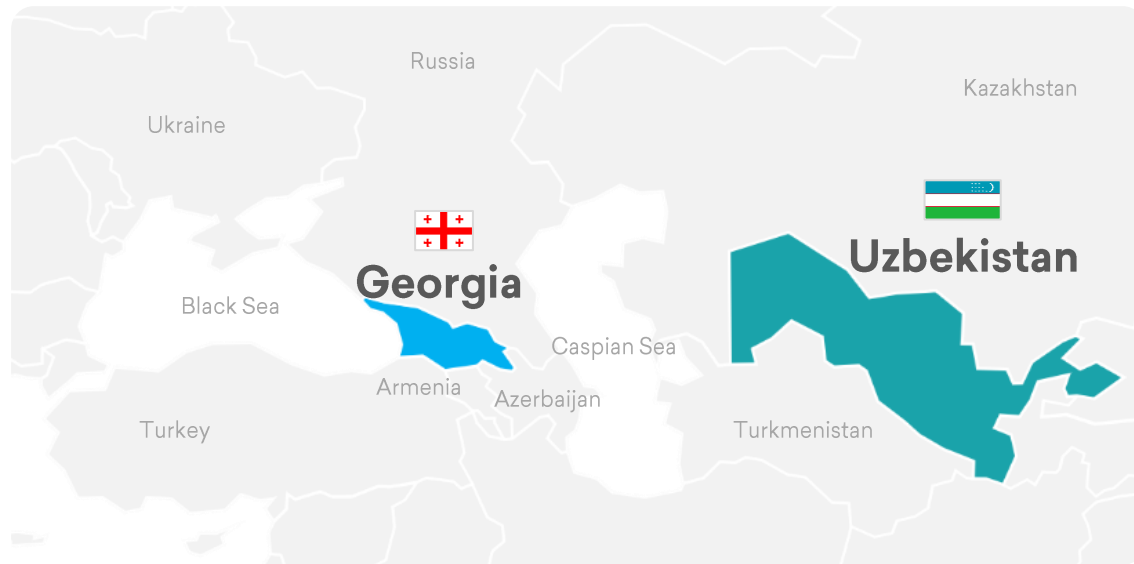 Russia
Kazakhstan
Ukraine
Uzbekistan
Georgia
Black Sea
Caspian Sea
Armenia
Azerbaijan
Turkey
Turkmenistan